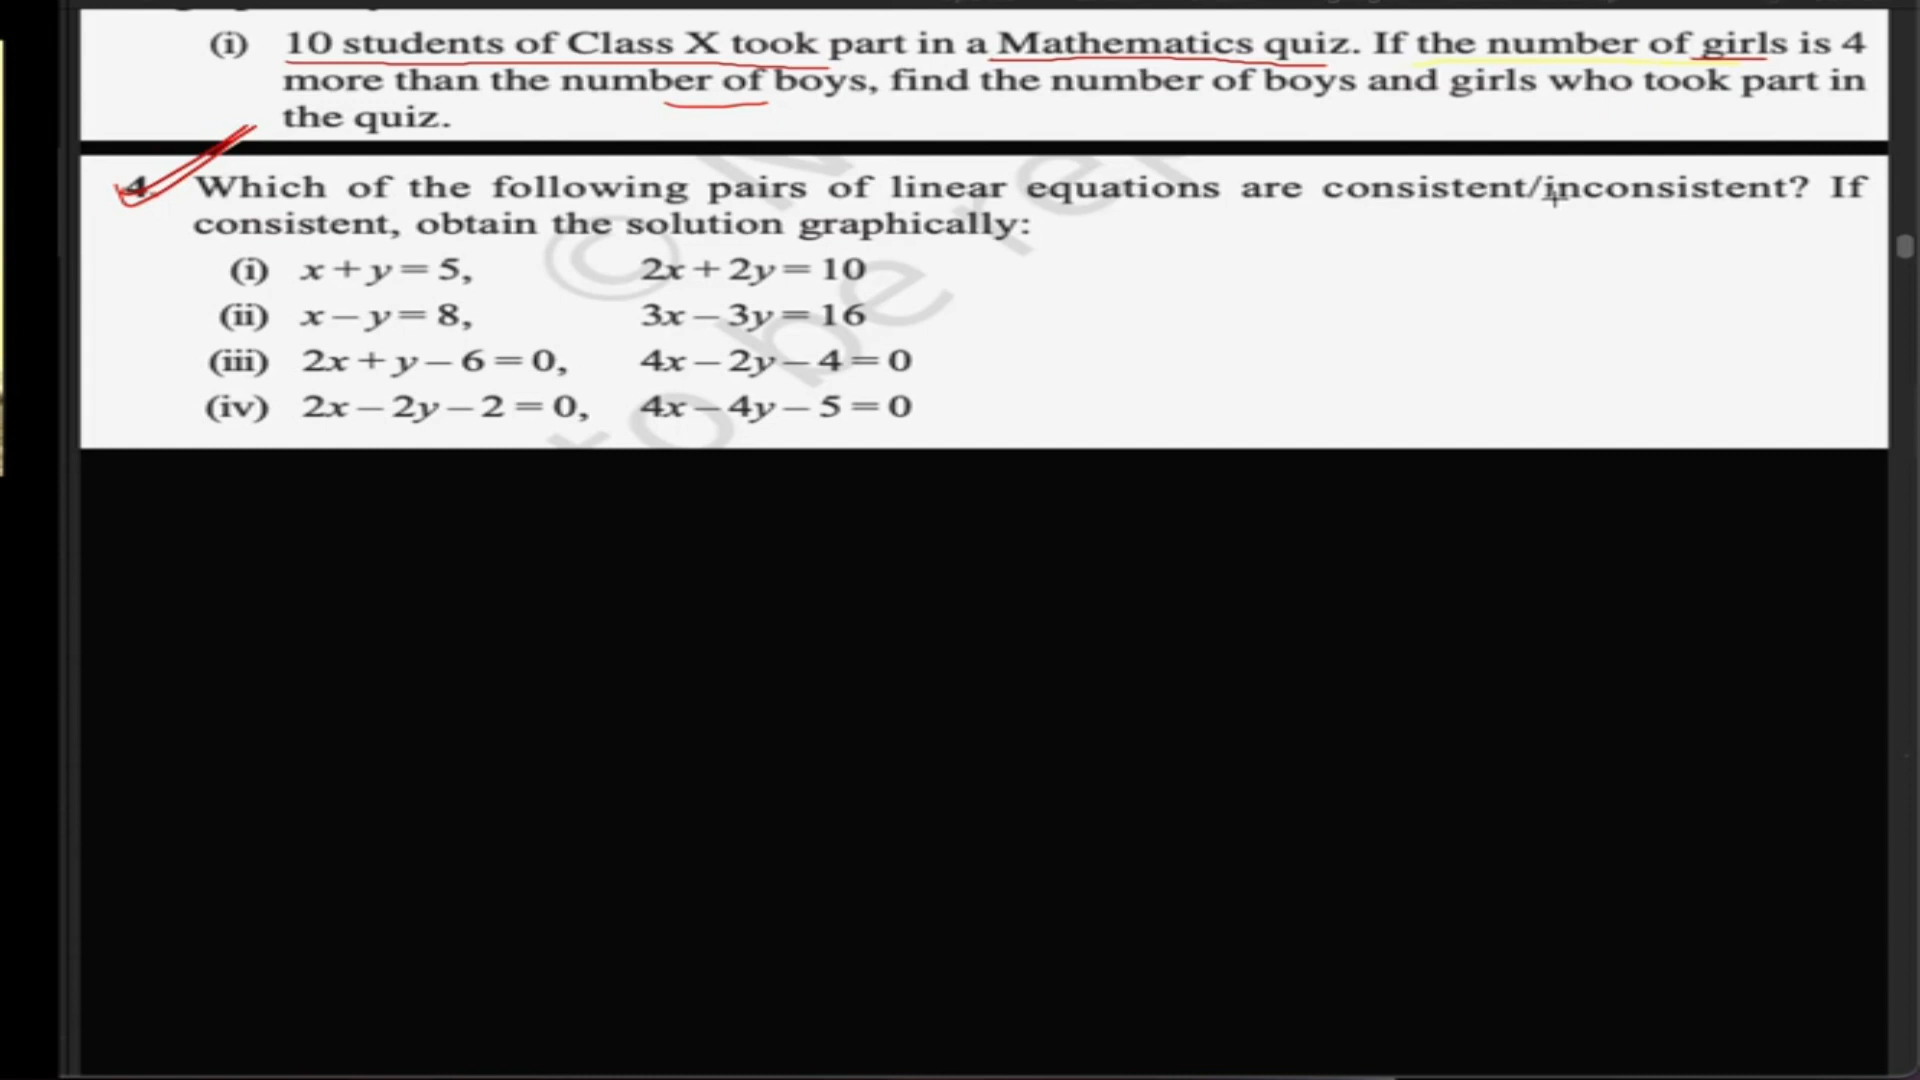 (i) 10 students of Class X took part in a Mathematics quiz. If the number of girls is 4
more than the number of boys, find the number of boys and girls who took part in
the quiz.
4. Which of the following pairs of linear equations are consistent/inconsistent? If
consistent, obtain the solution graphically:
(i) x + y = 5, 2x + 2y = 10
(ii) x – y = 8, 3x – 3y = 16
(iii) 2x + y – 6 = 0, 4x – 2y – 4 = 0
(iv) 2x – 2y – 2 = 0, 4x – 4y – 5 = 0
© N
to be re